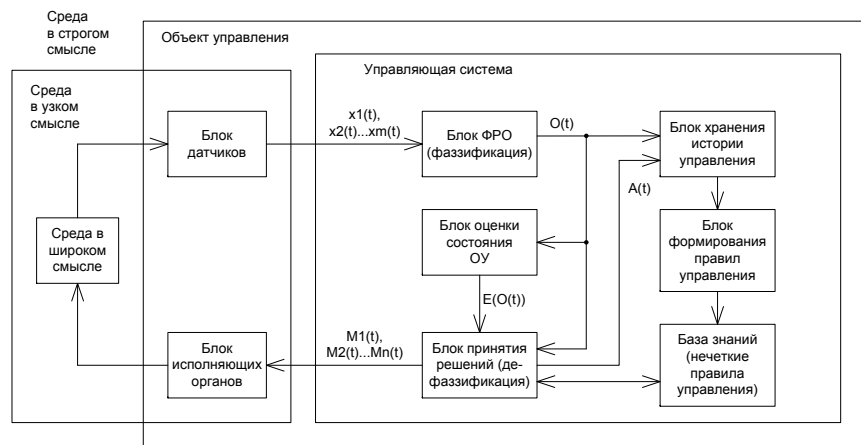 Среда
в строгом
смысле
Объект управления
Среда
в узком
смысле
Управляющая система
Блок
датчиков
x1(t),
x2(t)...xm(t)
Блок ФРО
(фаззификация)
O(t)
Блок хранения
истории
управления
A(t)
Среда в
широком
смысле
Блок оценки
состояния
ОУ
Блок
формирования
правил
управления
E(O(t))
Блок
исполняющих
органов
M1(t),
M2(t)...Mn(t)
Блок принятия
решений (де-
фаззификация)
База знаний
(нечеткие
правила
управления)